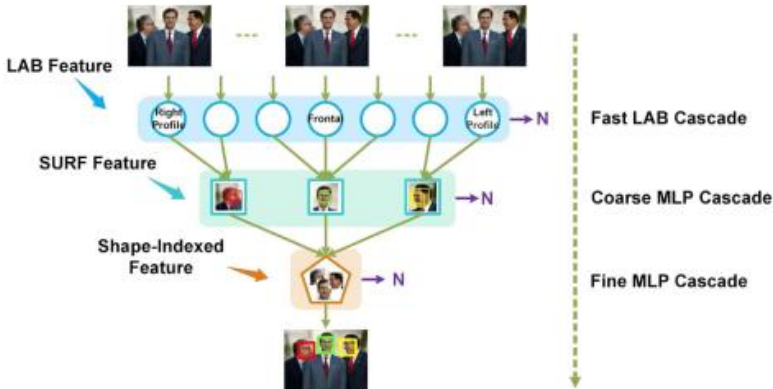 LAB Feature
Right
Profile
Frontal
Left
Profile
N
Fast LAB Cascade
SURF Feature
N
Coarse MLP Cascade
Shape-Indexed
Feature
N
Fine MLP Cascade